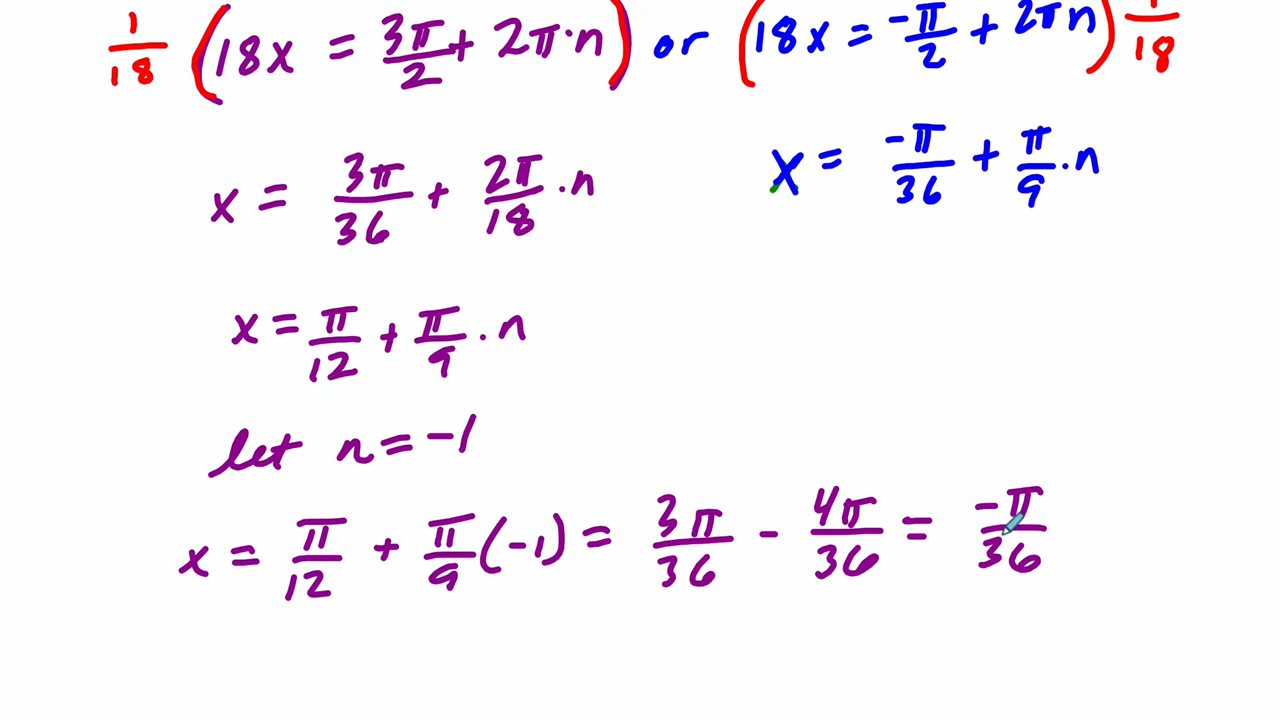 1/18 (18x = 3π/2 + 2π·n) or (18x = -π/2 + 2πn) 1/18
x = 3π/36 + 2π/18 ·n
x = -π/36 + π/9 ·n
x = π/12 + π/9 ·n
let n = -1
x = π/12 + π/9 (-1) = 3π/36 - 4π/36 = -π/36